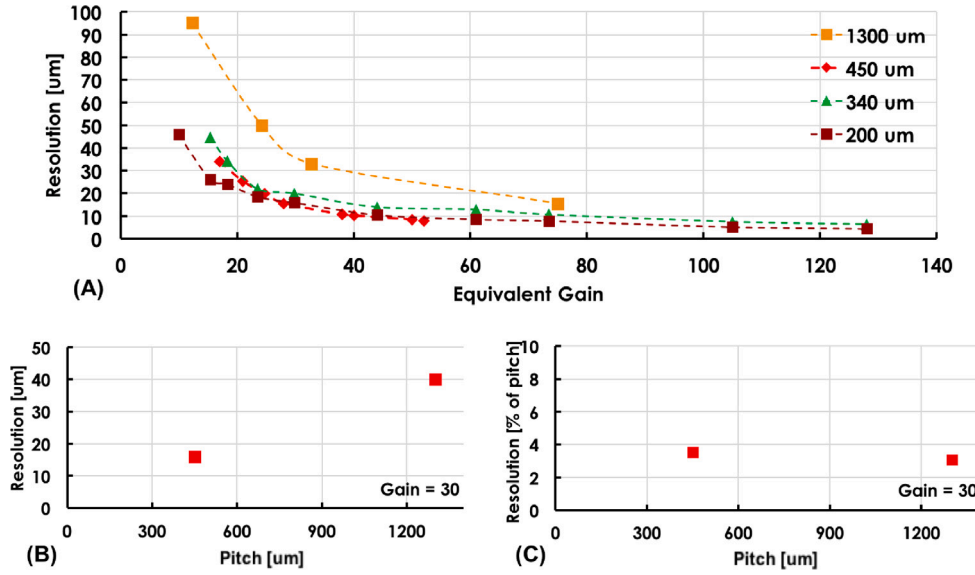 100
90
80
70
60
50
40
30
20
10
0
Resolution [um]
1300 um
450 um
340 um
200 um
0 20 40 60 80 100 120 140
(A) Equivalent Gain
50
40
30
20
10
0
Resolution [um]
Gain = 30
0 300 600 900 1200
(B) Pitch [um]
10
8
6
4
2
0
Resolution [% of pitch]
Gain = 30
0 300 600 900 1200
(C) Pitch [um]